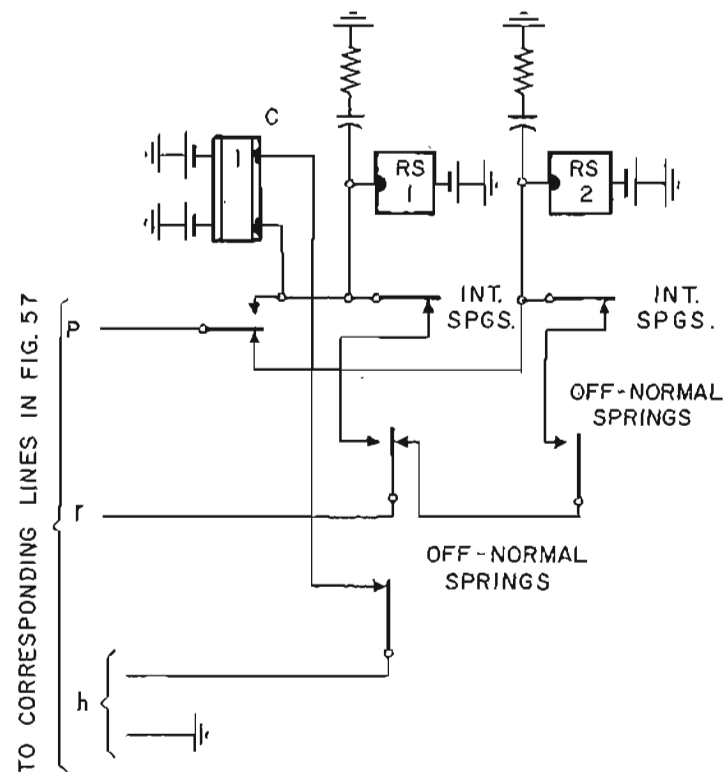 C
1
RS
1
RS
2
INT.
SPGS.
INT.
SPGS.
OFF-NORMAL
SPRINGS
OFF-NORMAL
SPRINGS
TO CORRESPONDING LINES IN FIG. 57
p
r
h